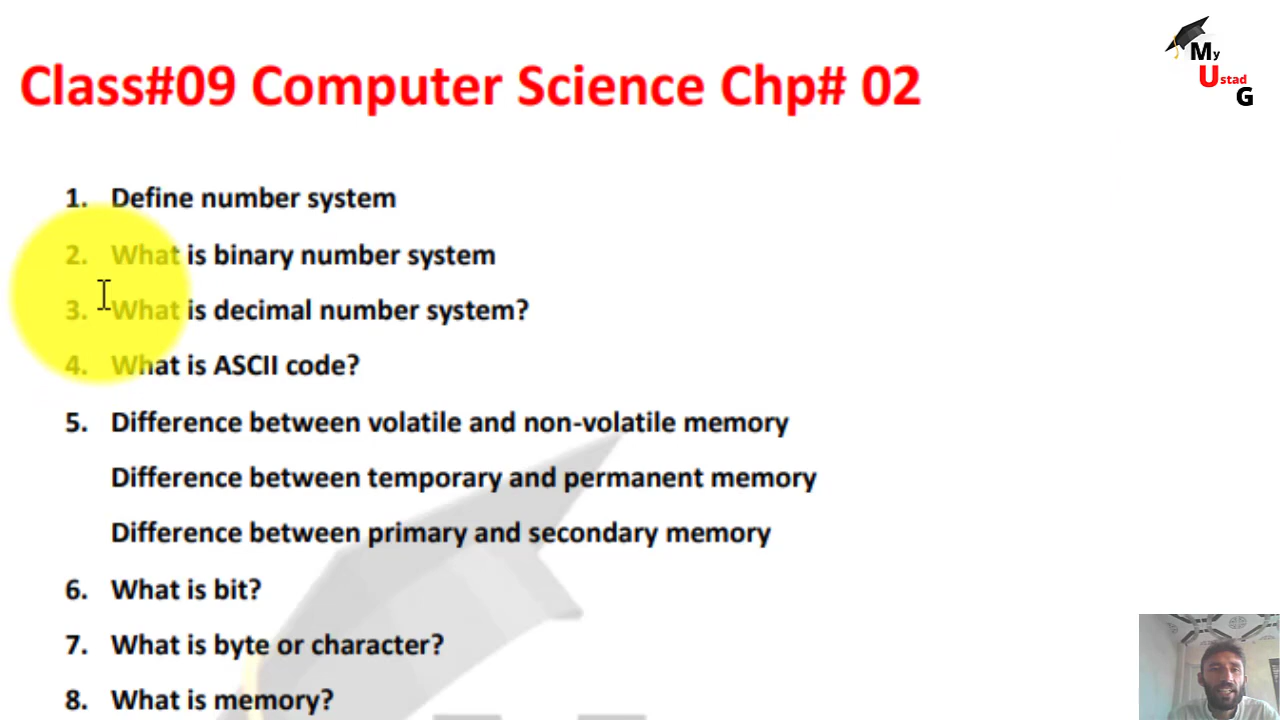 My
Ustad
G
Class#09 Computer Science Chp# 02
1. Define number system
2. What is binary number system
3. What is decimal number system?
4. What is ASCII code?
5. Difference between volatile and non-volatile memory
Difference between temporary and permanent memory
Difference between primary and secondary memory
6. What is bit?
7. What is byte or character?
8. What is memory?